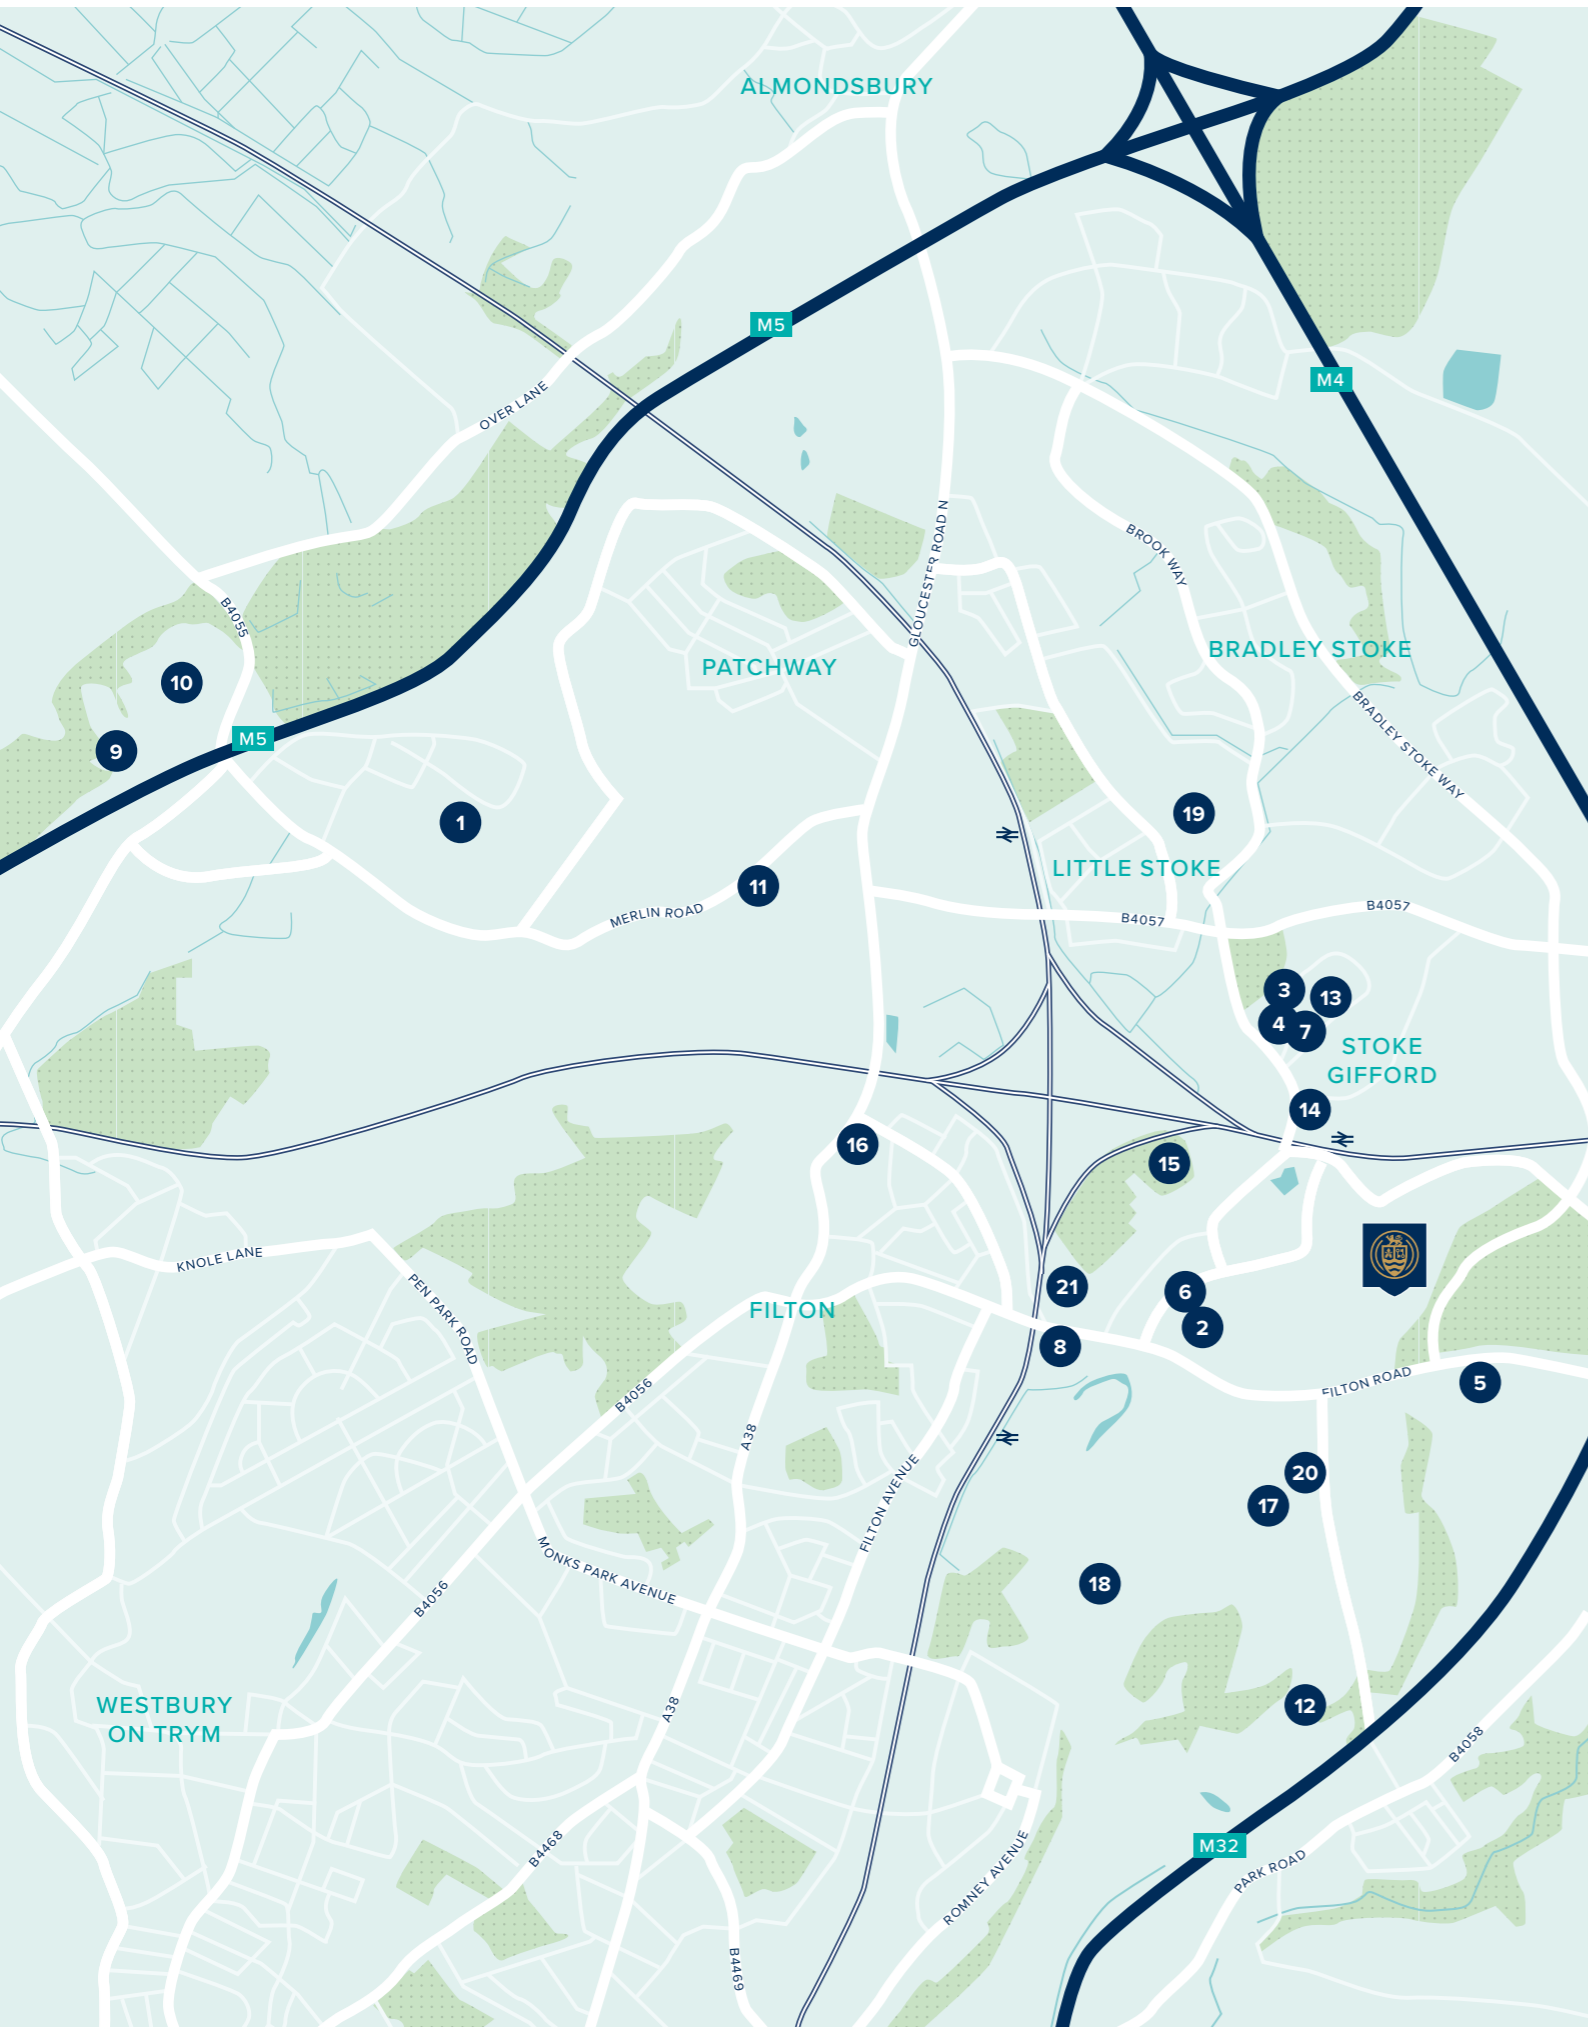 ALMONDSBURY
M5
M4
OVER LANE
GLOUCESTER ROAD N
BROOK WAY
B4055
BRADLEY STOKE
PATCHWAY
10
BRADLEY STOKE WAY
M5
9
19
1
LITTLE STOKE
11
MERLIN ROAD
B4057
B4057
3
13
4
7
STOKE
GIFFORD
14
16
15
KNOLE LANE
PEN PARK ROAD
21
6
FILTON
2
8
FILTON ROAD
5
B4056
A38
FILTON AVENUE
20
17
MONKS PARK AVENUE
18
B4056
WESTBURY
ON TRYM
A38
12
B4058
M32
B4468
PARK ROAD
ROMNEY AVENUE
B4469